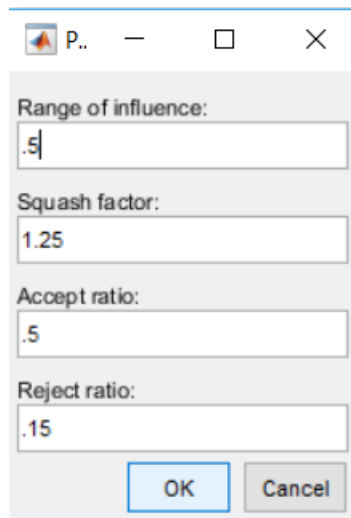 P..
Range of influence:
.5
Squash factor:
1.25
Accept ratio:
.5
Reject ratio:
.15
OK Cancel